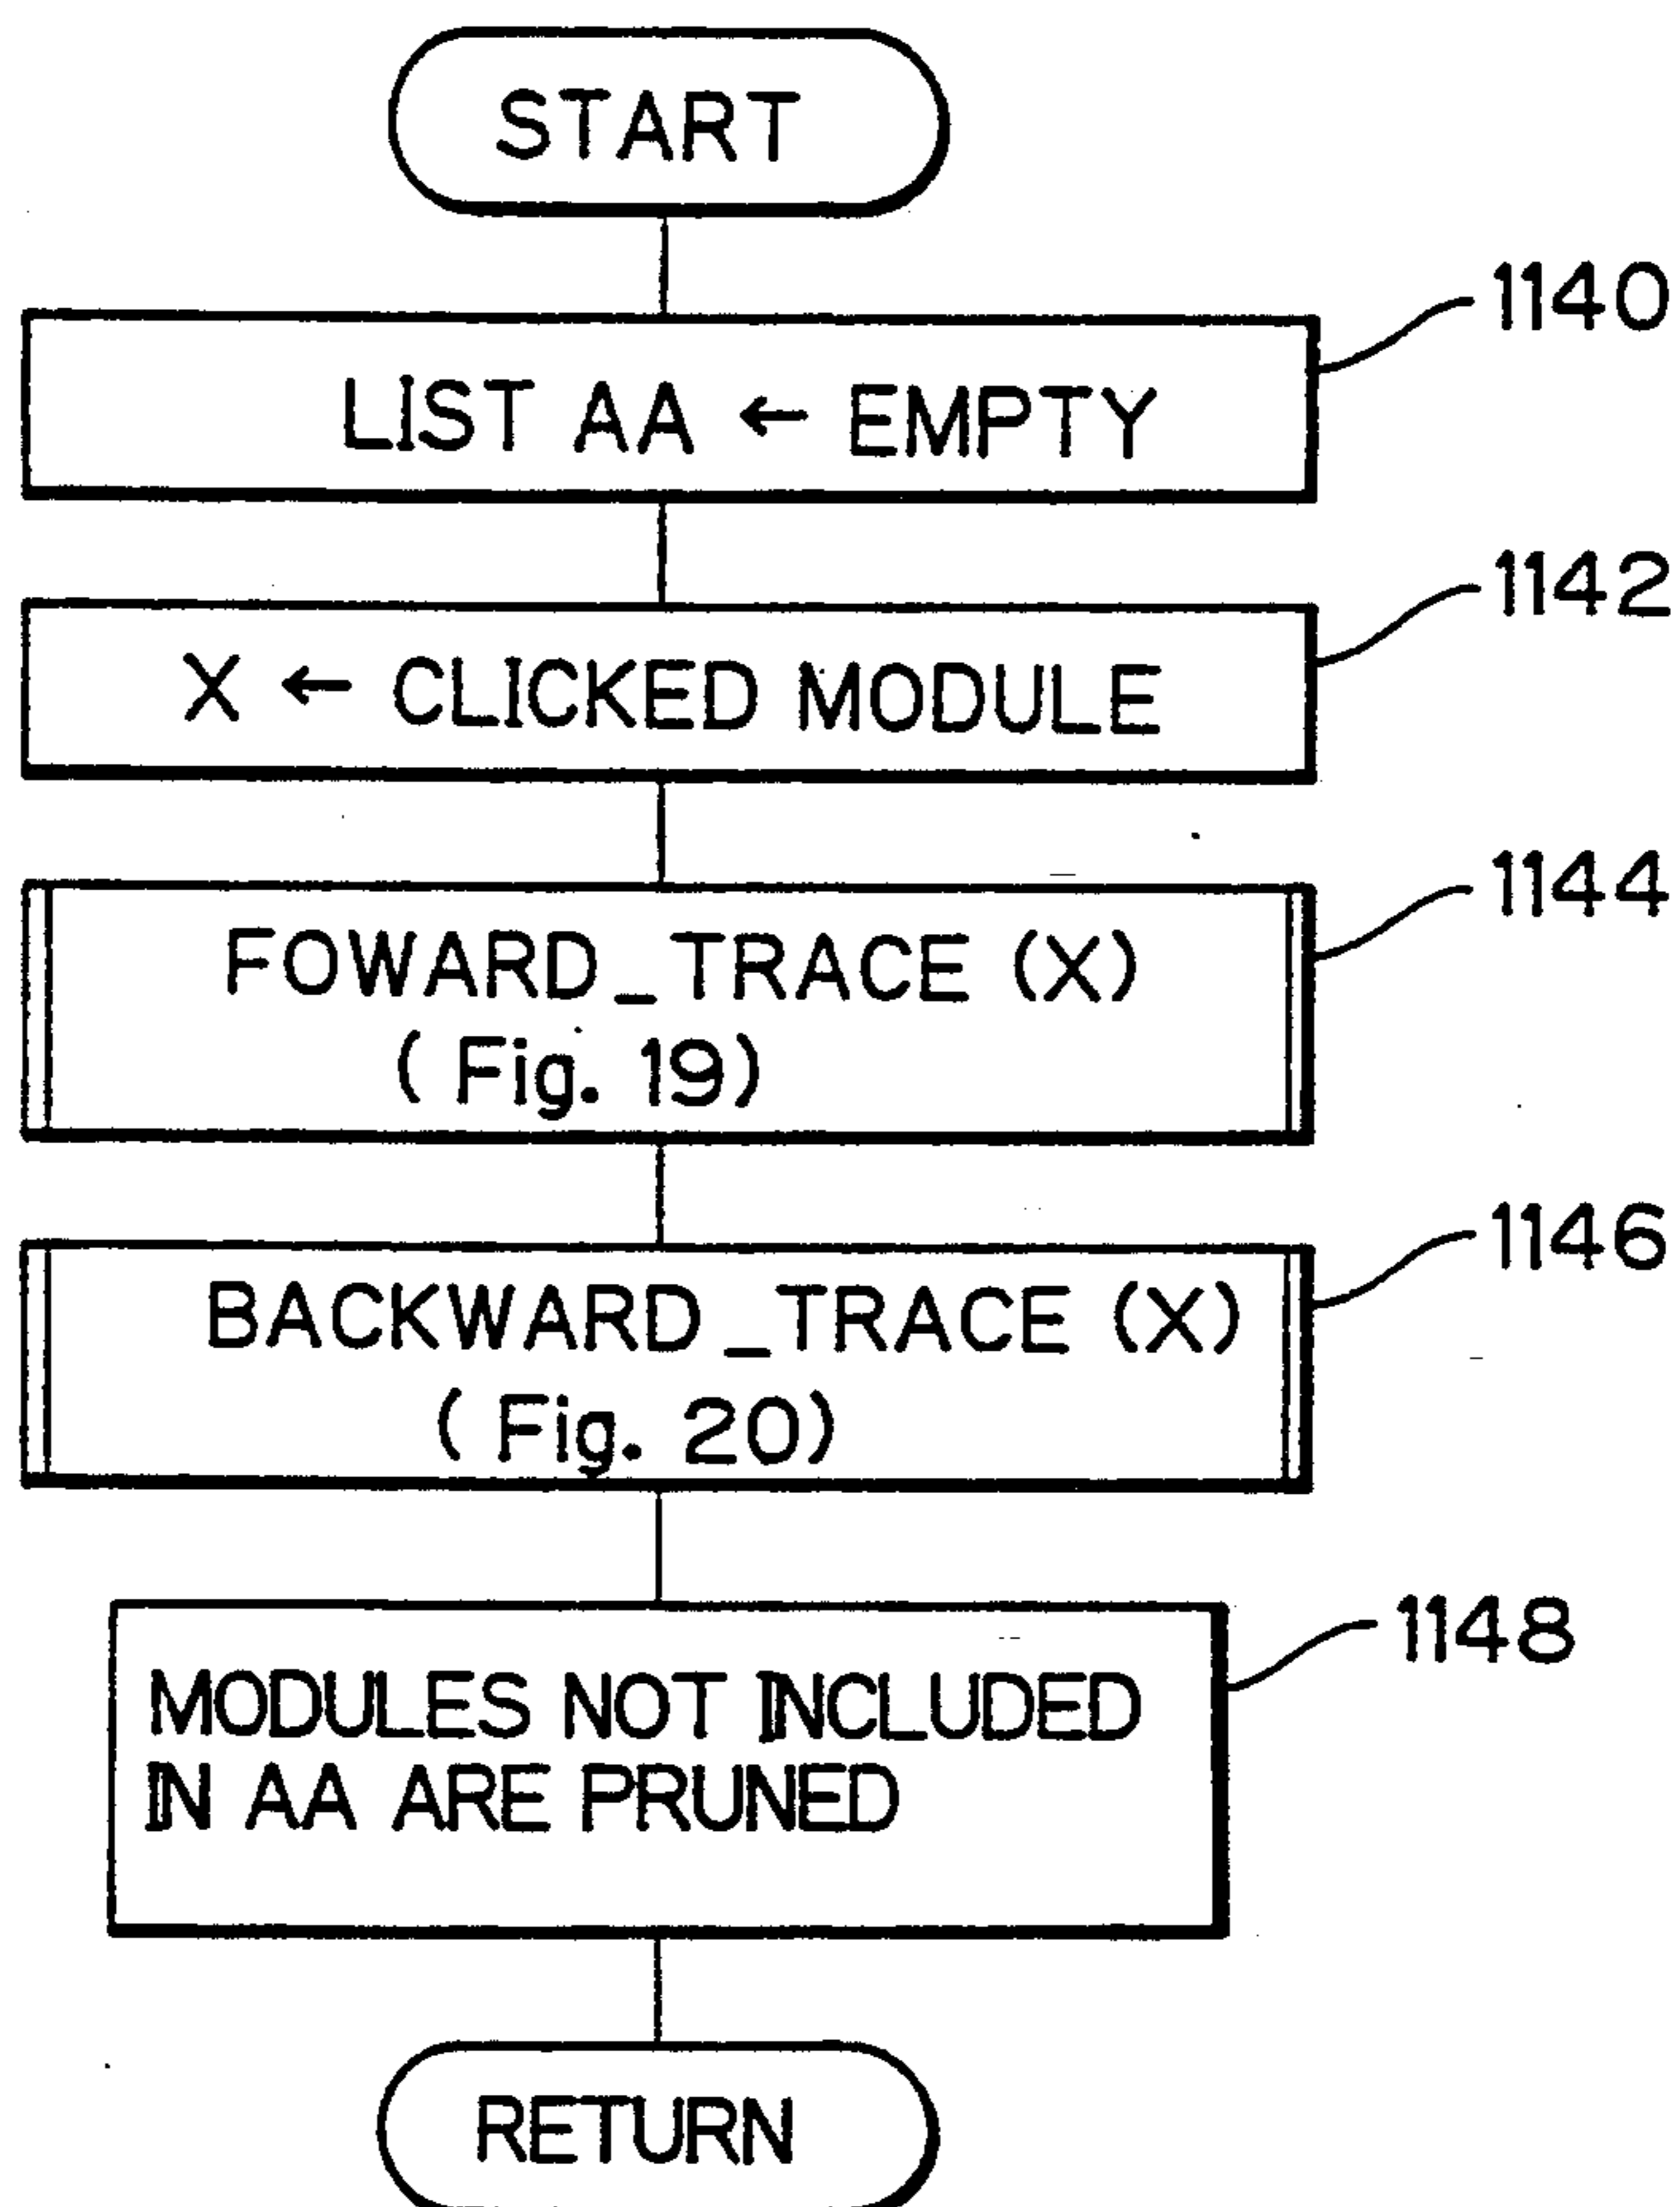 START
1140
LIST AA ← EMPTY
1142
X ← CLICKED MODULE
1144
FOWARD_TRACE (X)
( Fig. 19)
1146
BACKWARD_TRACE (X)
( Fig. 20)
1148
MODULES NOT INCLUDED
IN AA ARE PRUNED
RETURN